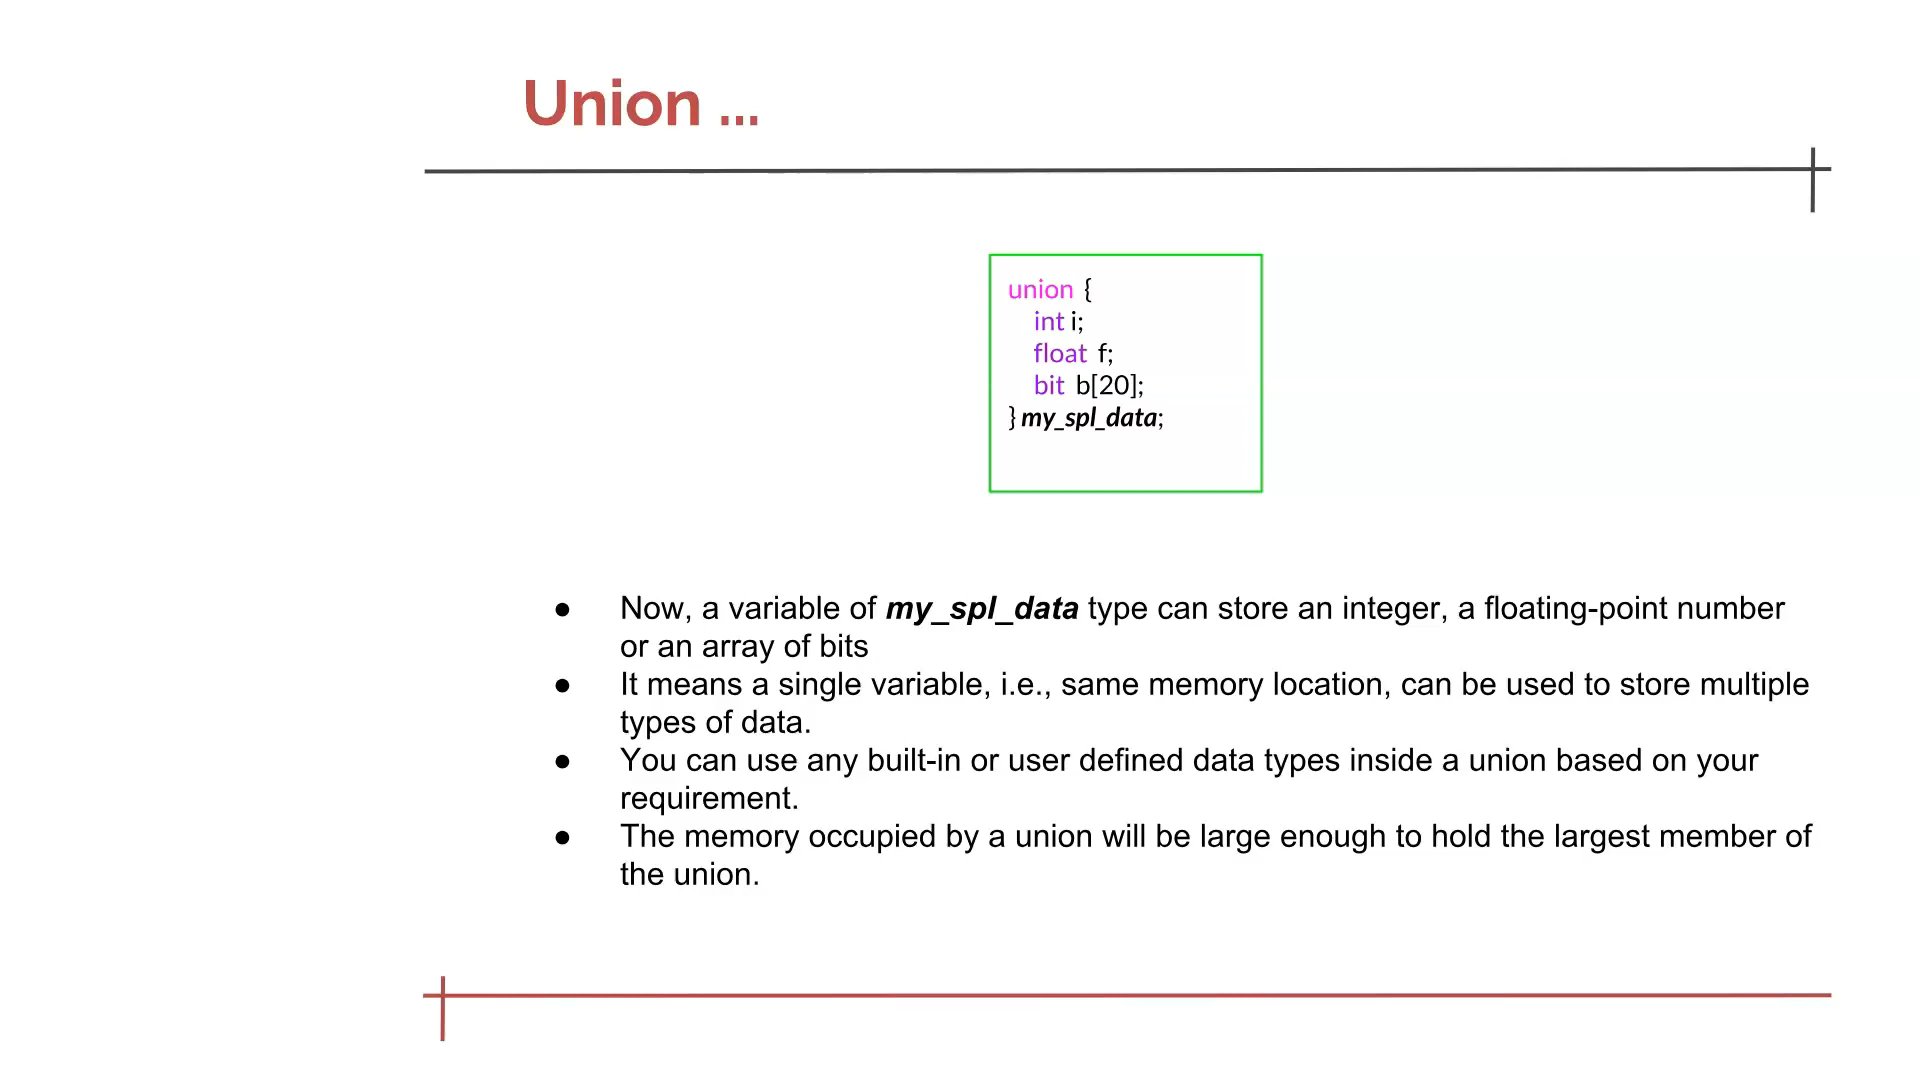 Union ...
union {
int i;
float f;
bit b[20];
} my_spl_data;
● Now, a variable of my_spl_data type can store an integer, a floating-point number
or an array of bits
● It means a single variable, i.e., same memory location, can be used to store multiple
types of data.
● You can use any built-in or user defined data types inside a union based on your
requirement.
● The memory occupied by a union will be large enough to hold the largest member of
the union.